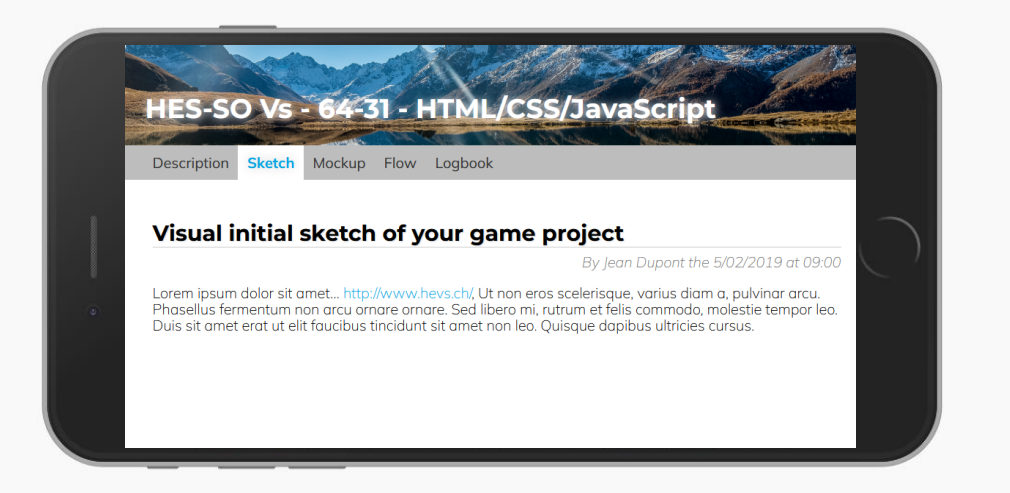 HES-SO Vs - 64-31 - HTML/CSS/JavaScript
Description Sketch Mockup Flow Logbook
Visual initial sketch of your game project
By Jean Dupont the 5/02/2019 at 09:00
Lorem ipsum dolor sit amet... http://www.hevs.ch/, Ut non eros scelerisque, varius diam a, pulvinar arcu.
Phasellus fermentum non arcu ornare ornare. Sed libero mi, rutrum et felis commodo, molestie tempor leo.
Duis sit amet erat ut elit faucibus tincidunt sit amet non leo. Quisque dapibus ultricies cursus.